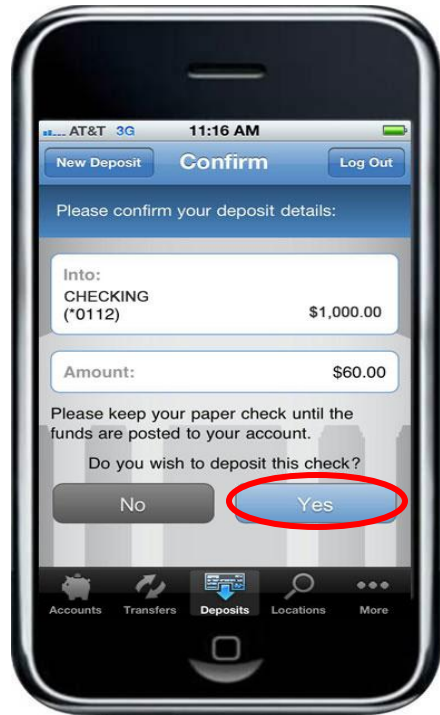 AT&T 3G 11:16 AM
New Deposit Confirm Log Out
Please confirm your deposit details:
Into:
CHECKING
(*0112) $1,000.00
Amount: $60.00
Please keep your paper check until the
funds are posted to your account.
Do you wish to deposit this check?
No Yes
Accounts Transfers Deposits Locations More